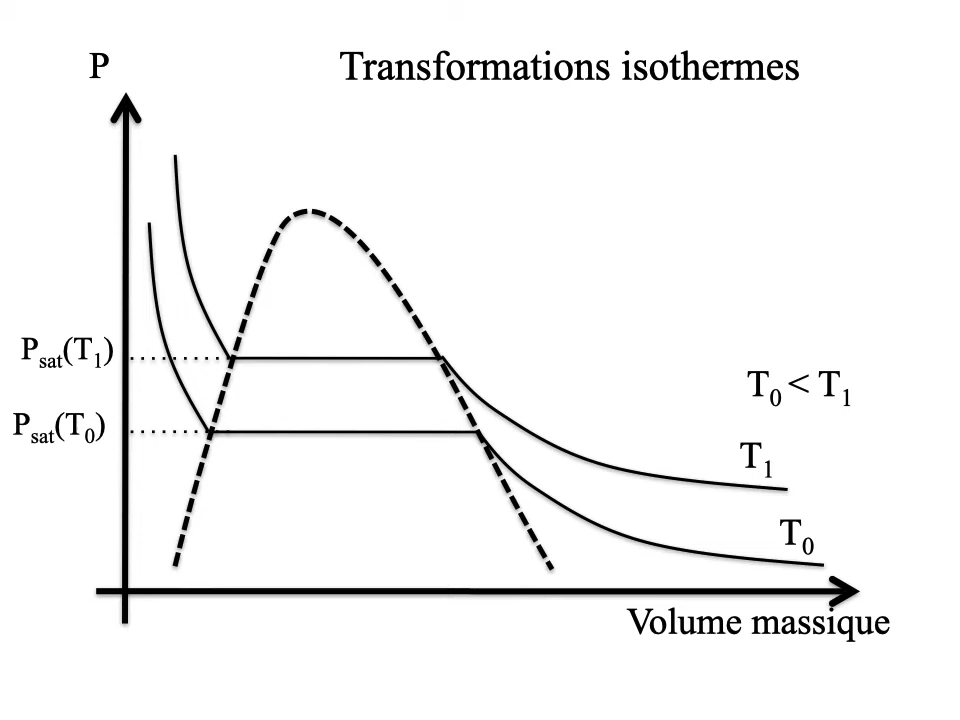 P
Transformations isothermes
Psat(T1)
T0 < T1
Psat(T0)
T1
T0
Volume massique